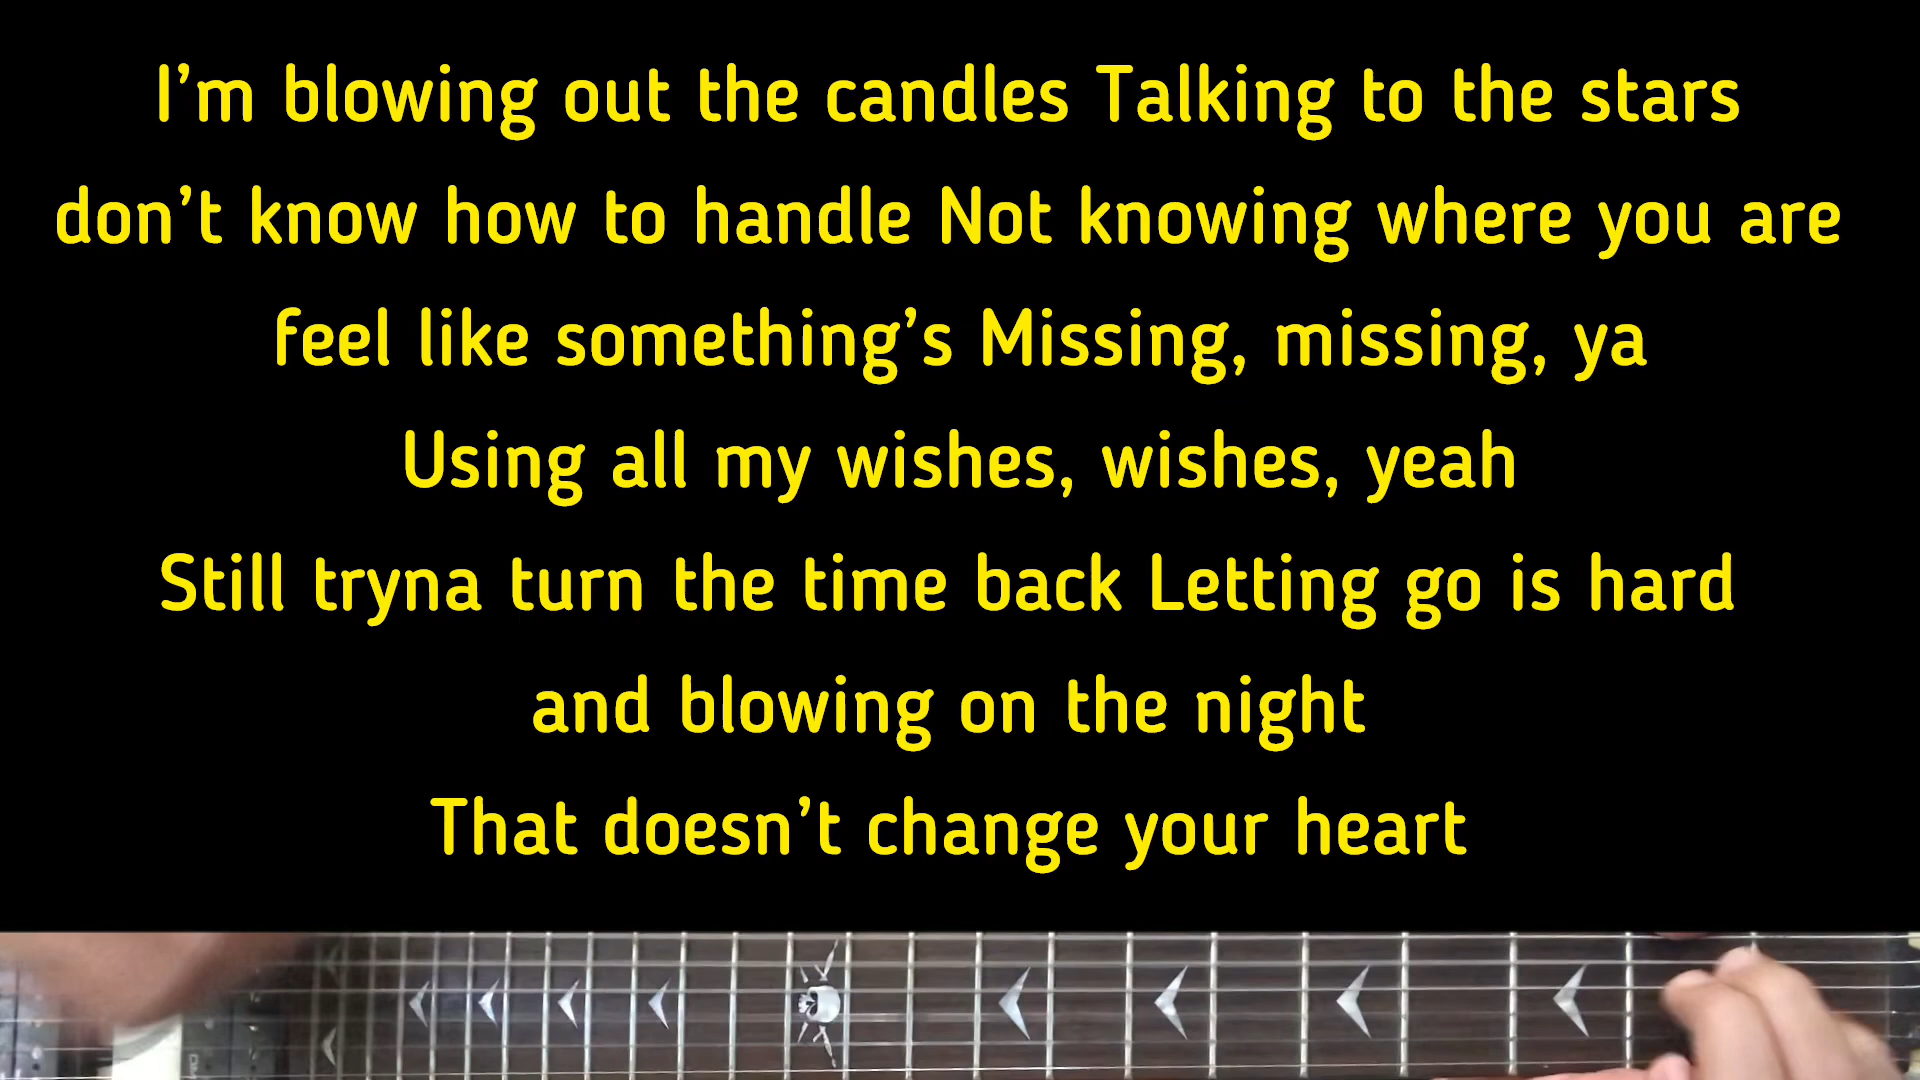 I’m blowing out the candles Talking to the stars
don’t know how to handle Not knowing where you are
feel like something’s Missing, missing, ya
Using all my wishes, wishes, yeah
Still tryna turn the time back Letting go is hard
and blowing on the night
That doesn’t change your heart